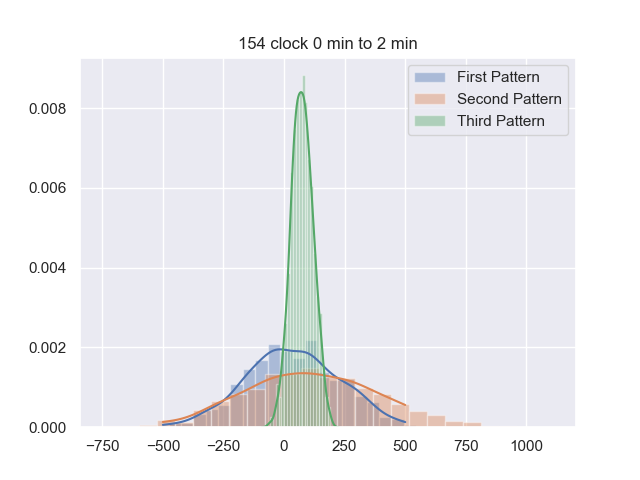 154 clock 0 min to 2 min
First Pattern
Second Pattern
Third Pattern
0.008
0.006
0.004
0.002
0.000
−750 −500 −250 0 250 500 750 1000